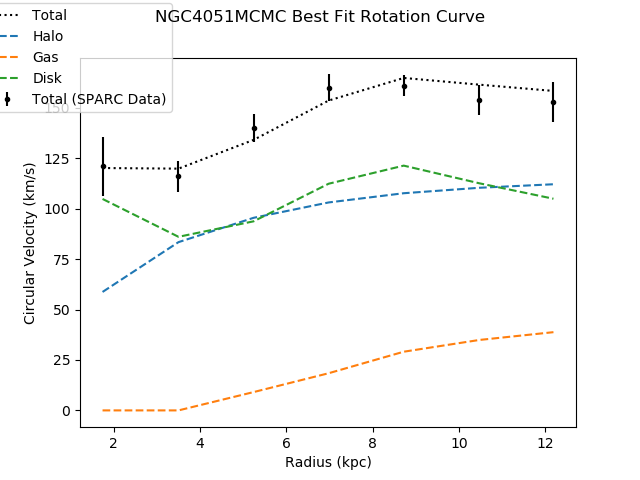 NGC4051MCMC Best Fit Rotation Curve
Total
Halo
Gas
Disk
Total (SPARC Data)
Circular Velocity (km/s)
150
125
100
75
50
25
0
2 4 6 8 10 12
Radius (kpc)